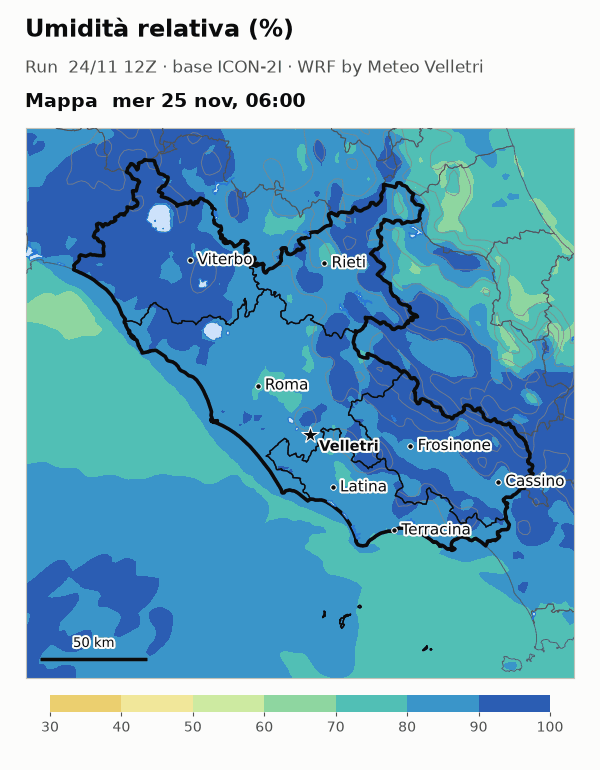 Umidità relativa (%)
Run  24/11 12Z · base ICON-2I · WRF by Meteo Velletri
Mappa  mer 25 nov, 06:00
Viterbo
Rieti
Roma
Velletri
Frosinone
Cassino
Latina
Terracina
50 km
30 40 50 60 70 80 90 100